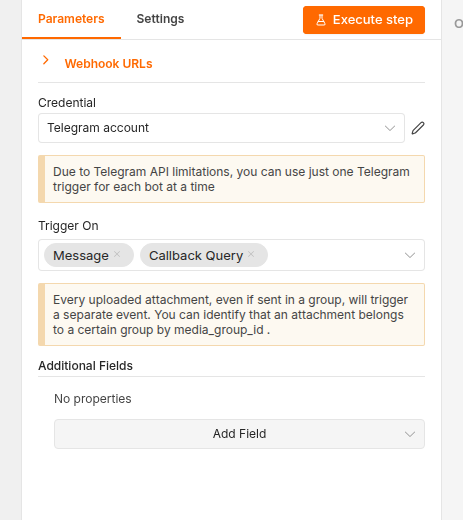 Parameters
Settings
Execute step
Webhook URLs
Credential
Telegram account
Due to Telegram API limitations, you can use just one Telegram
trigger for each bot at a time
Trigger On
Message × Callback Query ×
Every uploaded attachment, even if sent in a group, will trigger
a separate event. You can identify that an attachment belongs
to a certain group by media_group_id .
Additional Fields
No properties
Add Field